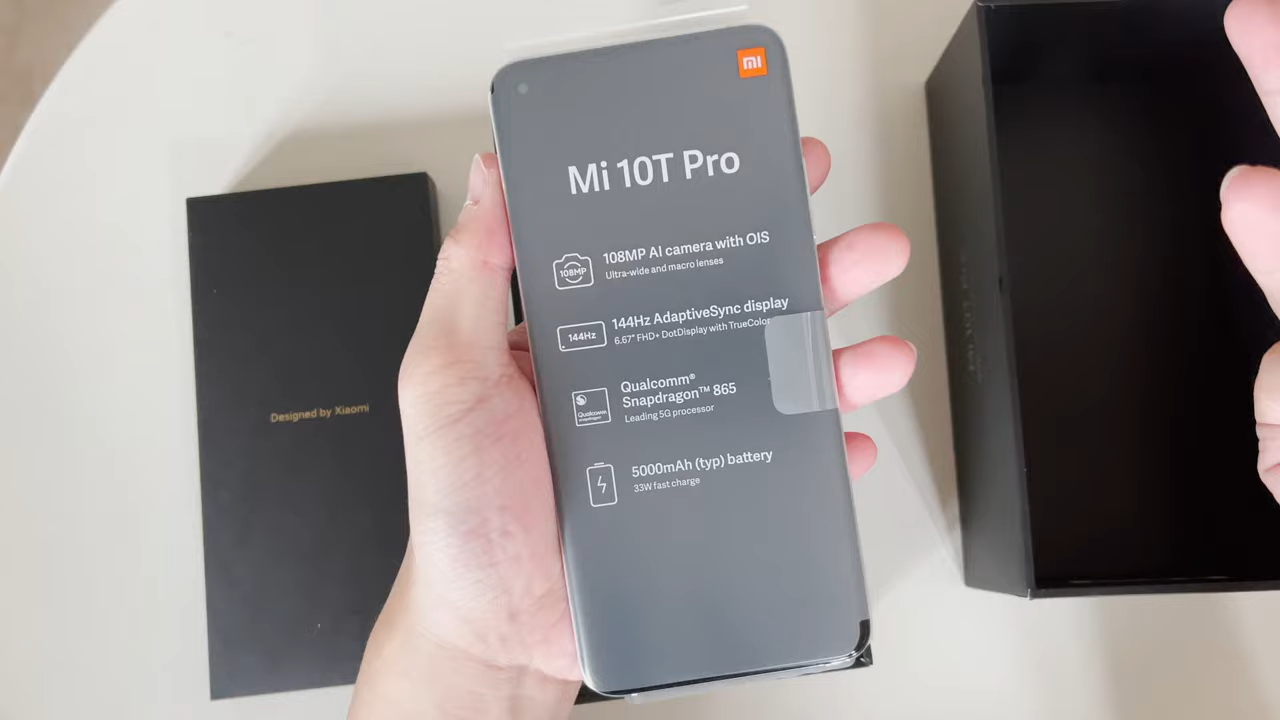 mi
Mi 10T Pro
108MP
108MP AI camera with OIS
Ultra-wide and macro lenses
144Hz
144Hz AdaptiveSync display
6.67" FHD+ DotDisplay with TrueColor
Qualcomm
snapdragon
Qualcomm®
Snapdragon™ 865
Leading 5G processor
5000mAh (typ) battery
33W fast charge
Designed by Xiaomi